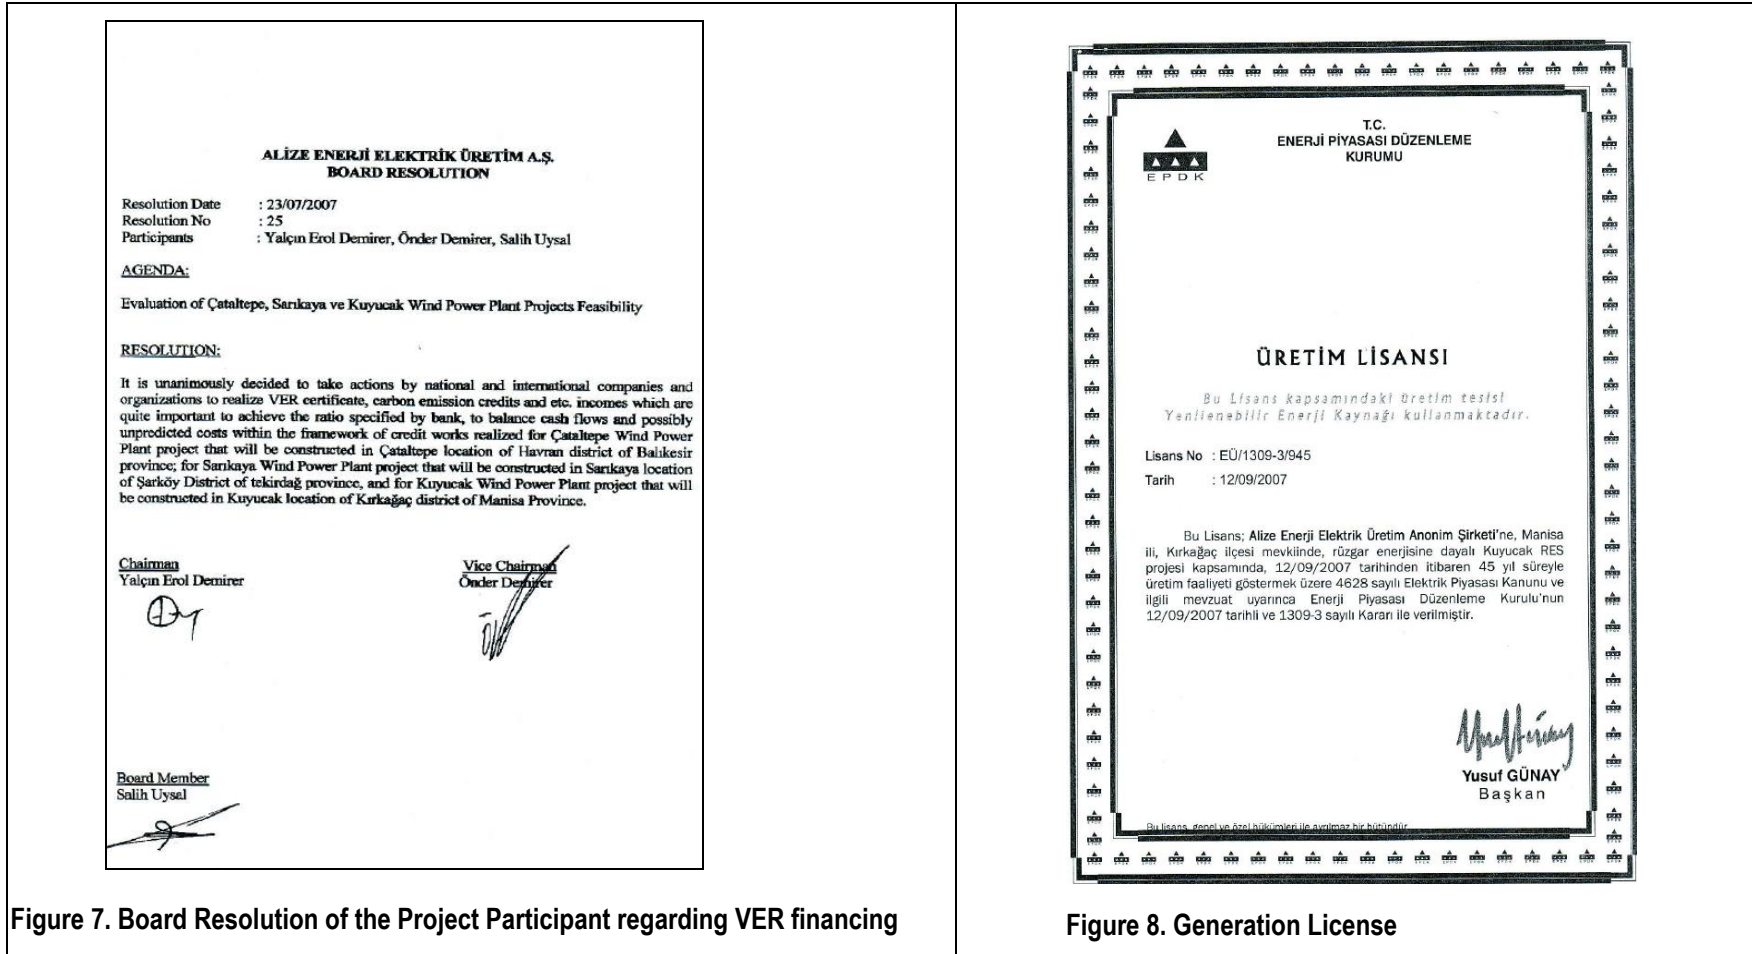 ALİZE ENERJİ ELEKTRİK ÜRETİM A.Ş.
BOARD RESOLUTION
Resolution Date : 23/07/2007
Resolution No : 25
Participants : Yalçın Erol Demirer, Önder Demirer, Salih Uysal
AGENDA:
Evaluation of Çataltepe, Sarıkaya ve Kuyucak Wind Power Plant Projects Feasibility
RESOLUTION:
It is unanimously decided to take actions by national and international companies and
organizations to realize VER certificate, carbon emission credits and etc. incomes which are
quite important to achieve the ratio specified by bank, to balance cash flows and possibly
unpredicted costs within the framework of credit works realized for Çataltepe Wind Power
Plant project that will be constructed in Çataltepe location of Havran district of Balıkesir
province; for Sarıkaya Wind Power Plant project that will be constructed in Sarıkaya location
of Şarköy District of tekirdağ province, and for Kuyucak Wind Power Plant project that will
be constructed in Kuyucak location of Kırkağaç district of Manisa Province.
Chairman
Yalçın Erol Demirer
Vice Chairman
Önder Demirer
Board Member
Salih Uysal
Figure 7. Board Resolution of the Project Participant regarding VER financing
EPDK
T.C.
ENERJİ PİYASASI DÜZENLEME
KURUMU
ÜRETİM LİSANSI
Bu Lisans kapsamındaki üretim tesisi
Yenilenebilir Enerji Kaynağı kullanmaktadır.
Lisans No : EÜ/1309-3/945
Tarih : 12/09/2007
Bu Lisans; Alize Enerji Elektrik Üretim Anonim Şirketi'ne, Manisa
ili, Kırkağaç ilçesi mevkiinde, rüzgar enerjisine dayalı Kuyucak RES
projesi kapsamında, 12/09/2007 tarihinden itibaren 45 yıl süreyle
üretim faaliyeti göstermek üzere 4628 sayılı Elektrik Piyasası Kanunu ve
ilgili mevzuat uyarınca Enerji Piyasası Düzenleme Kurulu'nun
12/09/2007 tarihli ve 1309-3 sayılı Kararı ile verilmiştir.
Yusuf GÜNAY
Başkan
Bu lisans, genel ve özel hükümleri ile ayrılmaz bir bütündür.
Figure 8. Generation License